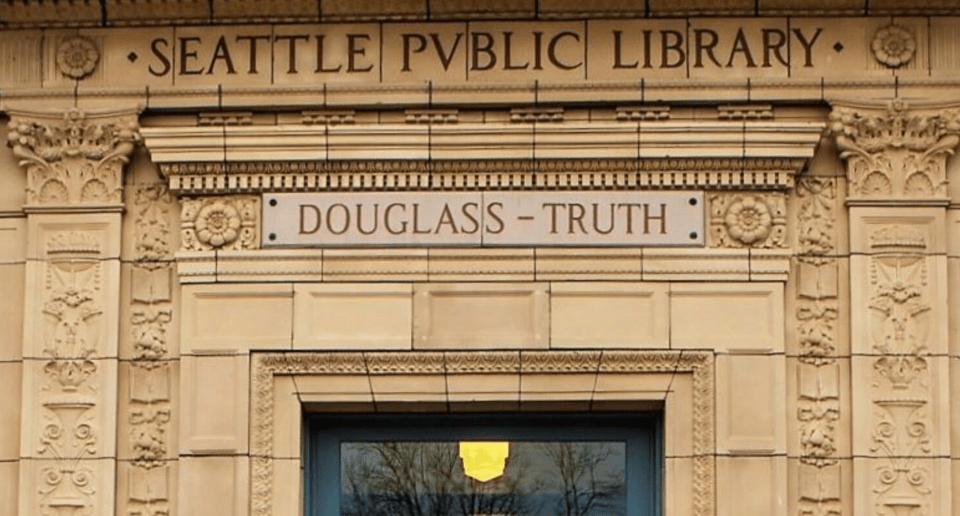 · SEATTLE PVBLIC LIBRARY ·
DOUGLASS - TRUTH